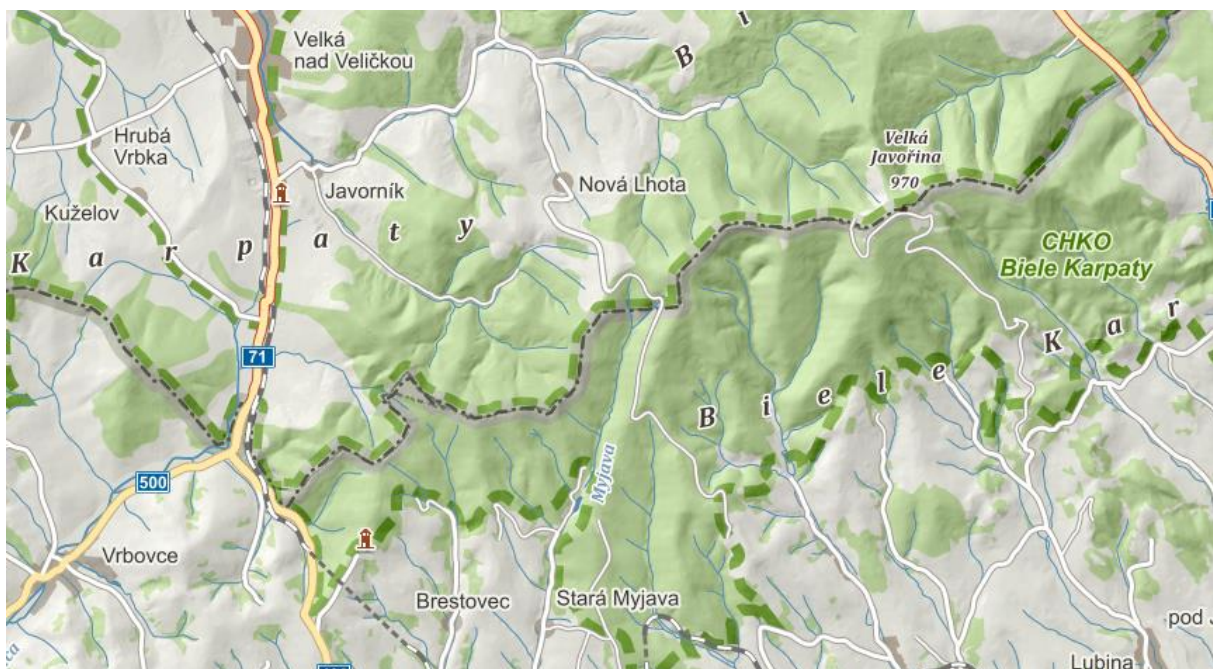 Velká
nad Veličkou
Hrubá
Vrbka
Javorník
Nová Lhota
Velká
Javořina
970
Kuželov
K a r p a t y
B i
CHKO
Biele Karpaty
71
B i e l e K a r
Myjava
500
Vrbovce
Brestovec
Stará Myjava
pod J
Lubina
ca